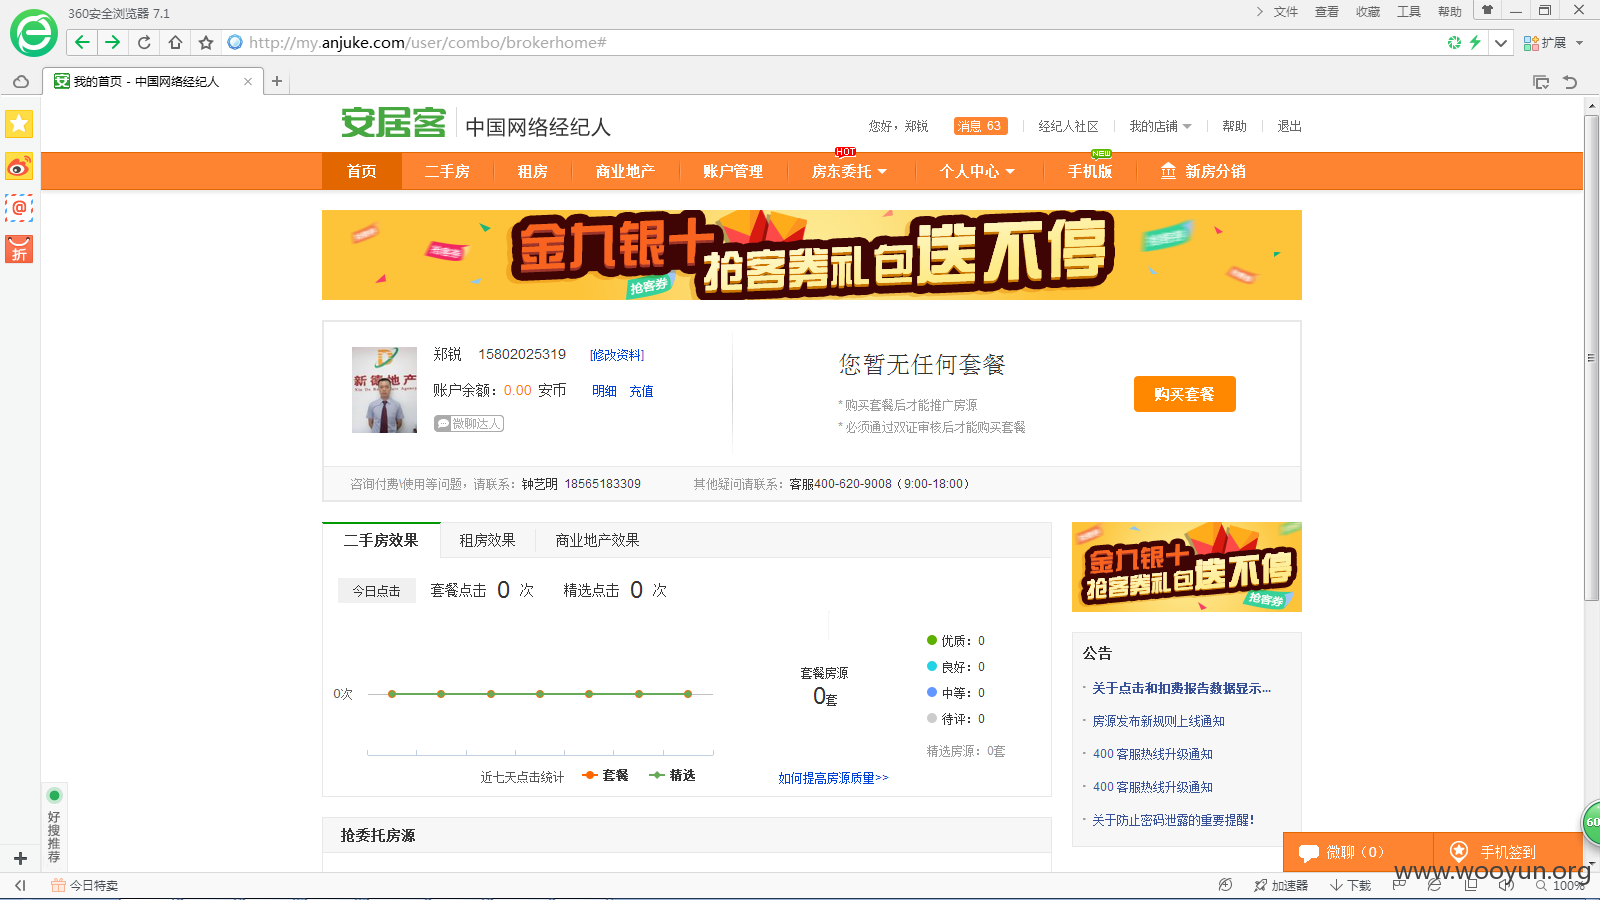 360安全浏览器 7.1
文件 查看 收藏 工具 帮助
http://my.anjuke.com/user/combo/brokerhome#
扩展
安 我的首页 - 中国网络经纪人
安居客 中国网络经纪人
您好，郑锐 消息 63 经纪人社区 我的店铺 帮助 退出
HOT NEW
首页 二手房 租房 商业地产 账户管理 房东委托 个人中心 手机版 新房分销
@
折
金九银十
抢客券礼包送不停
抢客券
郑锐 15802025319 [修改资料]
新德地产
账户余额：0.00 安币 明细 充值
微聊达人
您暂无任何套餐
* 购买套餐后才能推广房源
* 必须通过双证审核后才能购买套餐
购买套餐
咨询付费\使用等问题，请联系：钟艺明 18565183309 其他疑问请联系：客服400-620-9008（9:00-18:00）
二手房效果 租房效果 商业地产效果
今日点击 套餐点击 0 次 精选点击 0 次
0次
近七天点击统计 套餐 精选
套餐房源
0套
如何提高房源质量>>
优质：0
良好：0
中等：0
待评：0
精选房源：0套
金九银十
抢客券礼包送不停
抢客券
公告
· 关于点击和扣费报告数据显示...
· 房源发布新规则上线通知
· 400 客服热线升级通知
· 400 客服热线升级通知
· 关于防止密码泄露的重要提醒！
抢委托房源
好搜推荐
60
微聊（0） 手机签到
www.wooyun.org
今日特卖 加速器 下载 100%